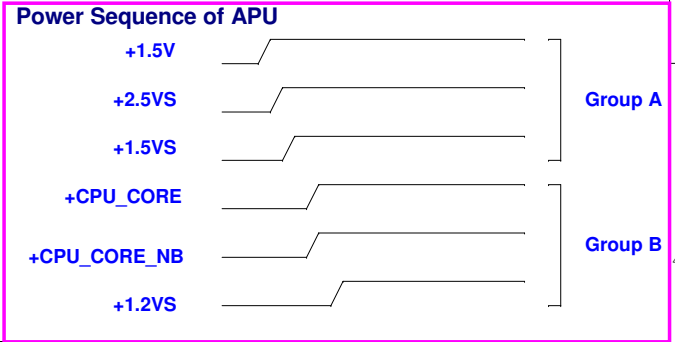 Power Sequence of APU
+1.5V
+2.5VS
Group A
+1.5VS
+CPU_CORE
+CPU_CORE_NB
Group B
+1.2VS